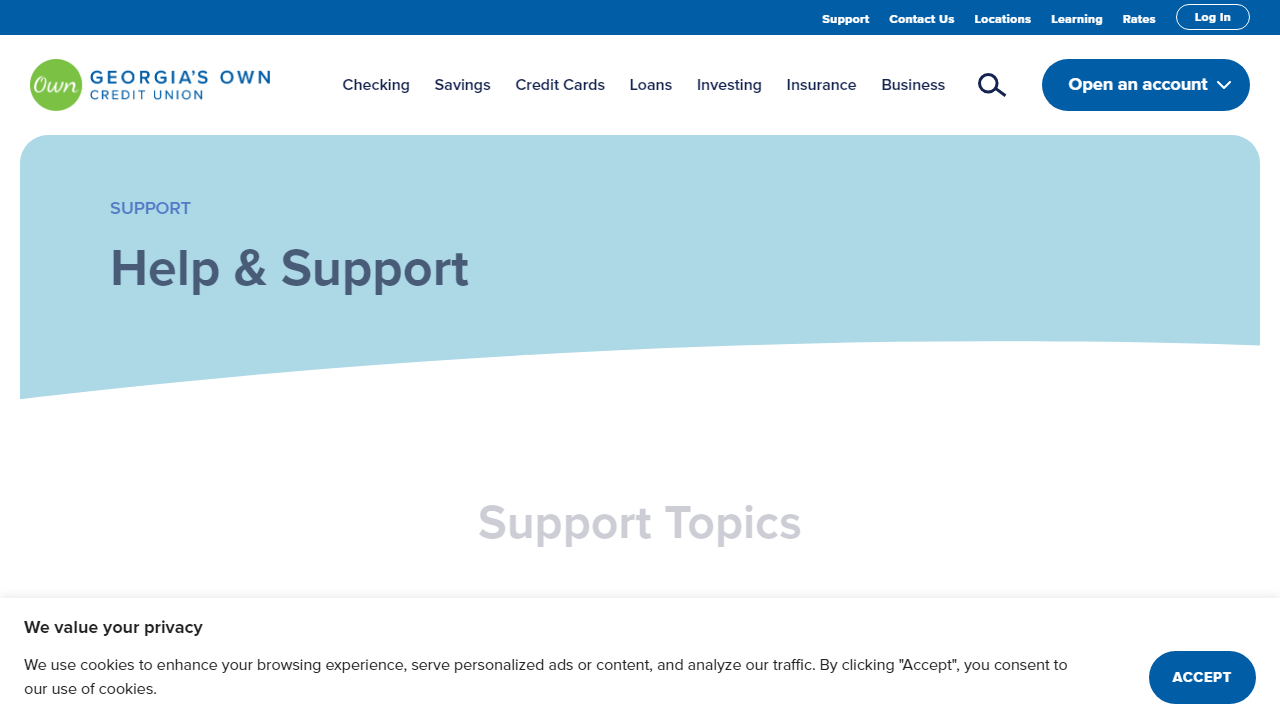 Support Contact Us Locations Learning Rates Log In
Own GEORGIA'S OWN
CREDIT UNION
Checking Savings Credit Cards Loans Investing Insurance Business Open an account
SUPPORT
Help & Support
Support Topics
We value your privacy
We use cookies to enhance your browsing experience, serve personalized ads or content, and analyze our traffic. By clicking "Accept", you consent to
our use of cookies.
ACCEPT